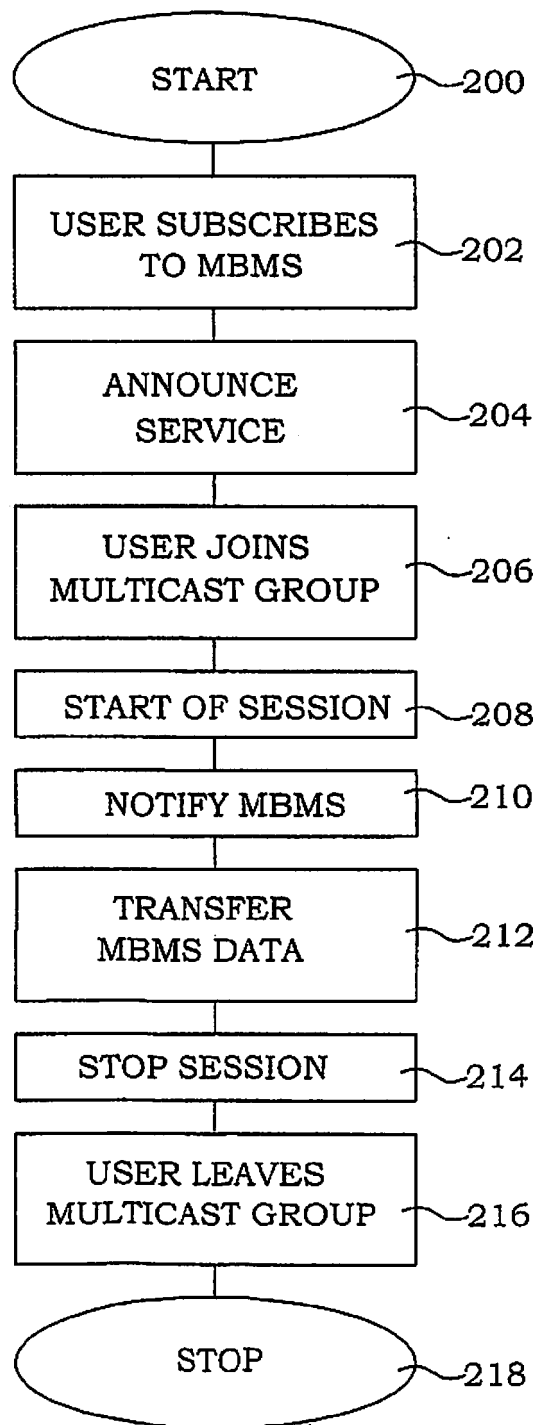 START
200
USER SUBSCRIBES
TO MBMS
202
ANNOUNCE
SERVICE
204
USER JOINS
MULTICAST GROUP
206
START OF SESSION
208
NOTIFY MBMS
210
TRANSFER
MBMS DATA
212
STOP SESSION
214
USER LEAVES
MULTICAST GROUP
216
STOP
218